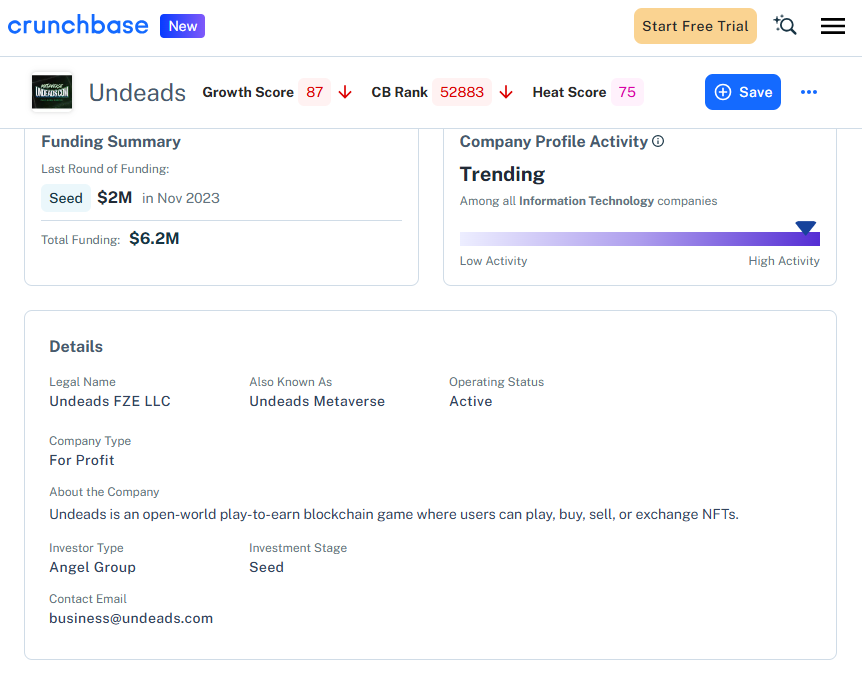 crunchbase New Start Free Trial
METAVERSE
UNDEADS.COM
Undeads Growth Score 87 CB Rank 52883 Heat Score 75 Save
Funding Summary
Last Round of Funding:
Seed $2M in Nov 2023
Total Funding: $6.2M
Company Profile Activity
Trending
Among all Information Technology companies
Low Activity High Activity
Details
Legal Name Also Known As Operating Status
Undeads FZE LLC Undeads Metaverse Active
Company Type
For Profit
About the Company
Undeads is an open-world play-to-earn blockchain game where users can play, buy, sell, or exchange NFTs.
Investor Type Investment Stage
Angel Group Seed
Contact Email
business@undeads.com